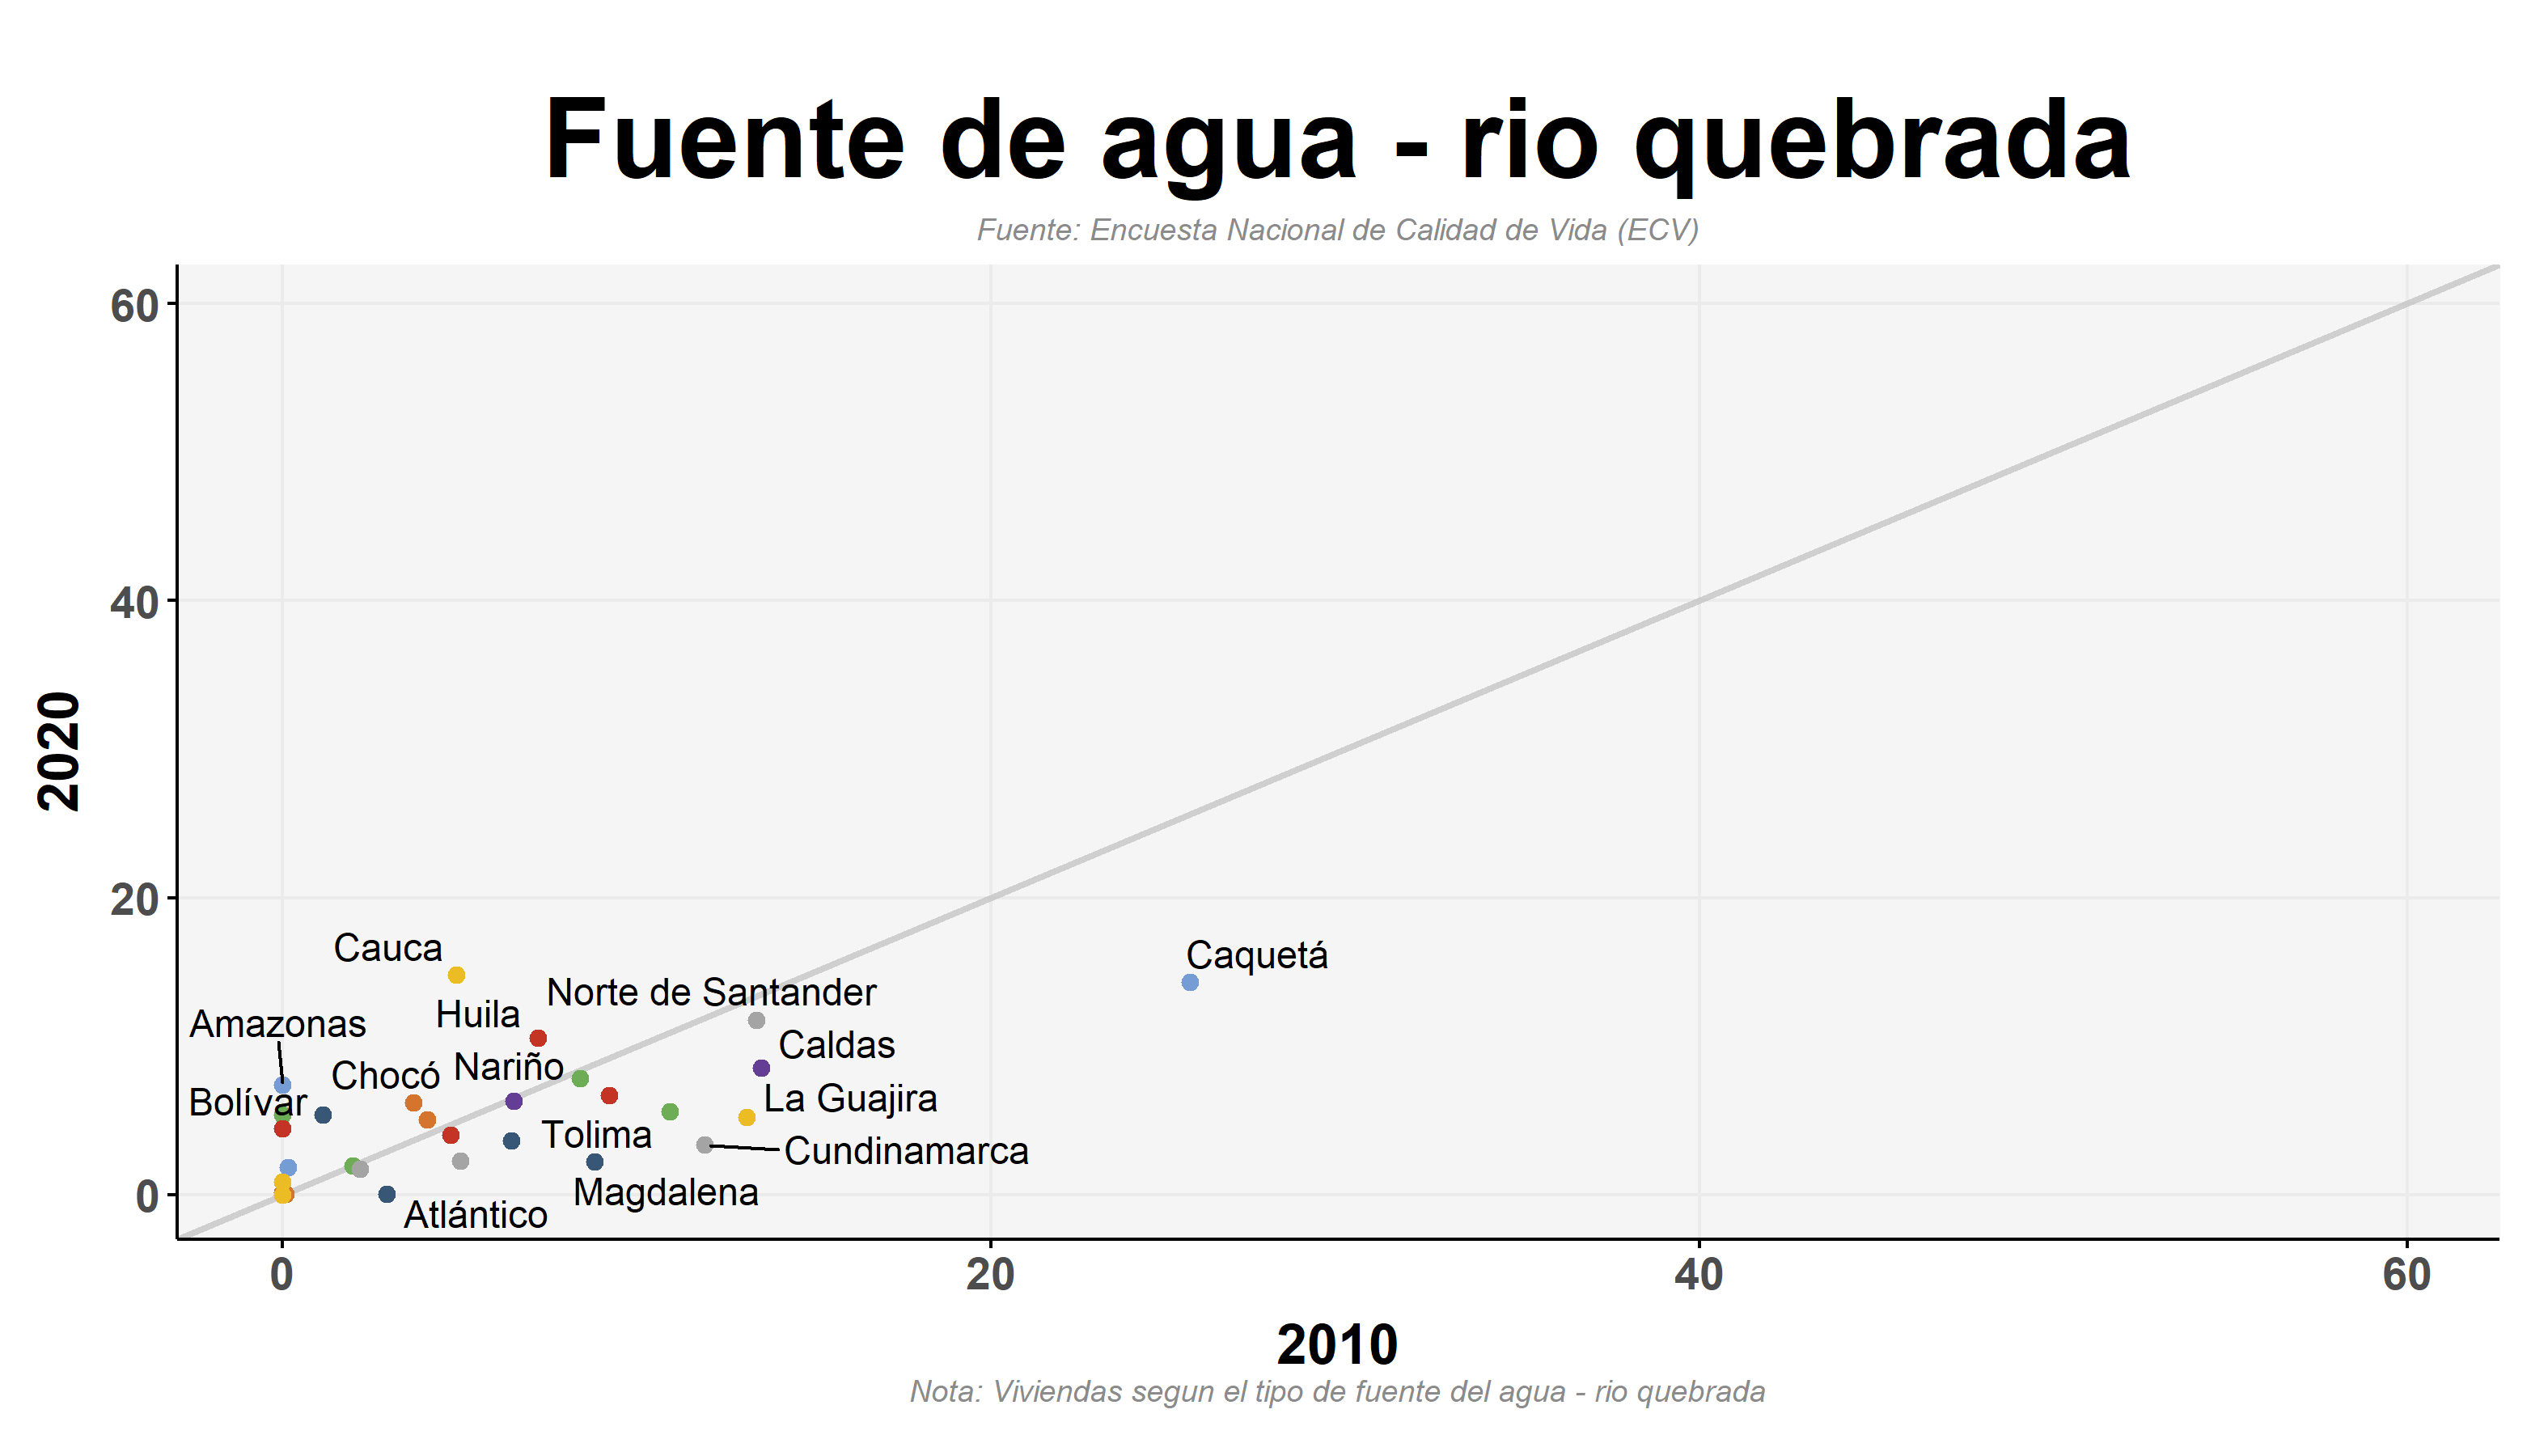 Fuente de agua - rio quebrada
Fuente: Encuesta Nacional de Calidad de Vida (ECV)
2020
60
40
20
0
Cauca
Caquetá
Norte de Santander
Huila
Amazonas
Caldas
Nariño
Chocó
La Guajira
Bolívar
Tolima
Cundinamarca
Magdalena
Atlántico
0 20 40 60
2010
Nota: Viviendas segun el tipo de fuente del agua - rio quebrada